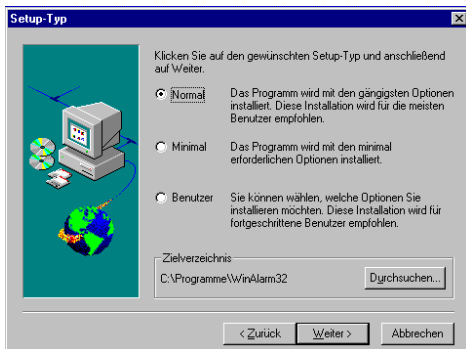 Setup-Typ
Klicken Sie auf den gewünschten Setup-Typ und anschließend
auf Weiter.
Normal
Das Programm wird mit den gängigsten Optionen
installiert. Diese Installation wird für die meisten
Benutzer empfohlen.
Minimal
Das Programm wird mit den minimal
erforderlichen Optionen installiert.
Benutzer
Sie können wählen, welche Optionen Sie
installieren möchten. Diese Installation wird für
fortgeschrittene Benutzer empfohlen.
Zielverzeichnis
C:\Programme\WinAlarm32
Durchsuchen...
< Zurück
Weiter >
Abbrechen